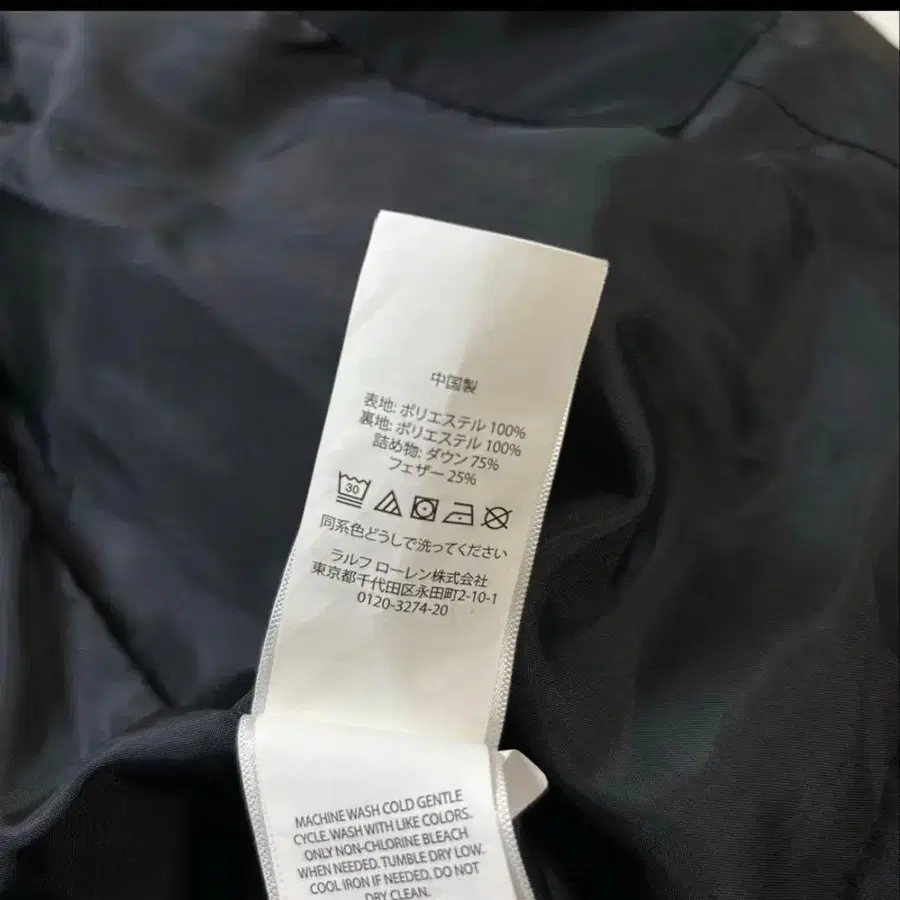 中国製
表地: ポリエステル 100%
裏地: ポリエステル 100%
詰め物: ダウン 75%
フェザー 25%
30
同系色どうしで洗ってください
ラルフ ローレン株式会社
東京都千代田区永田町2-10-1
0120-3274-20
MACHINE WASH COLD GENTLE
CYCLE. WASH WITH LIKE COLORS.
ONLY NON-CHLORINE BLEACH
WHEN NEEDED. TUMBLE DRY LOW.
COOL IRON IF NEEDED. DO NOT
DRY CLEAN.